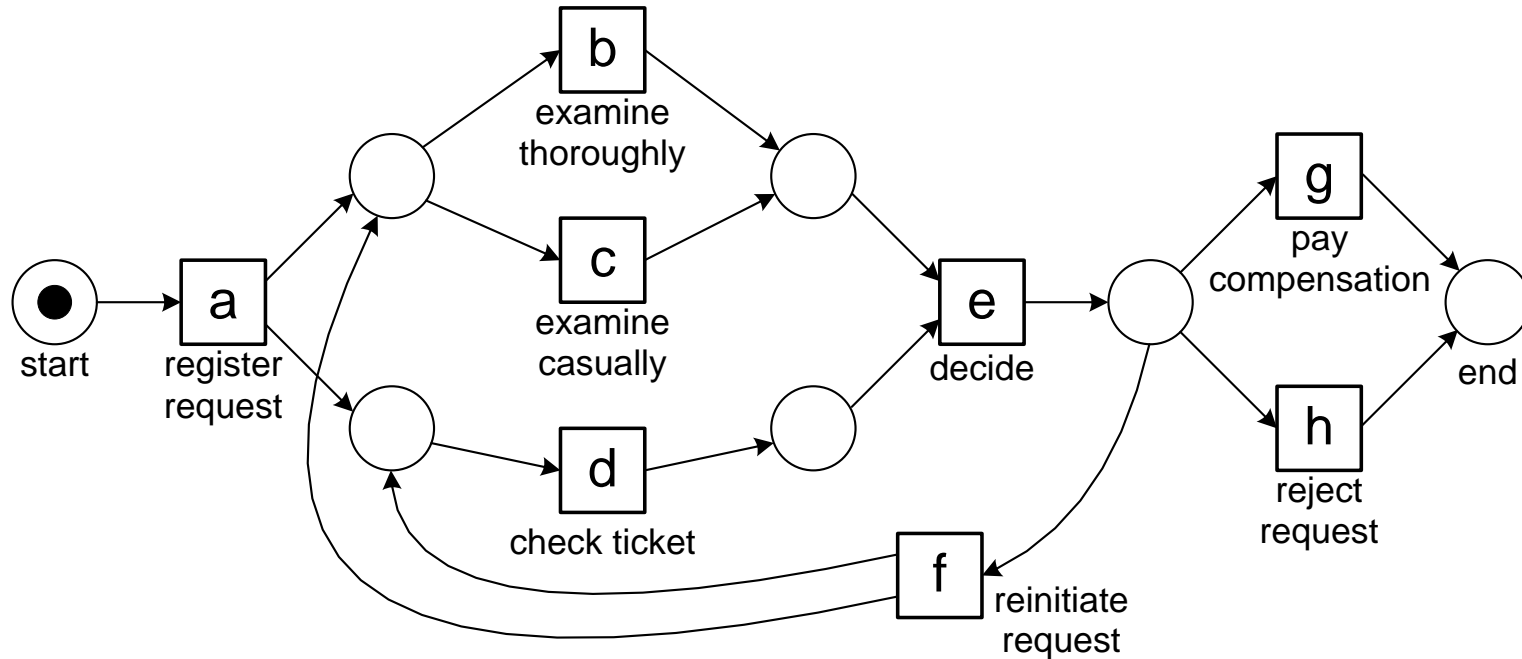 start
a
register
request
b
examine
thoroughly
c
examine
casually
d
check ticket
e
decide
f
reinitiate
request
g
pay
compensation
h
reject
request
end